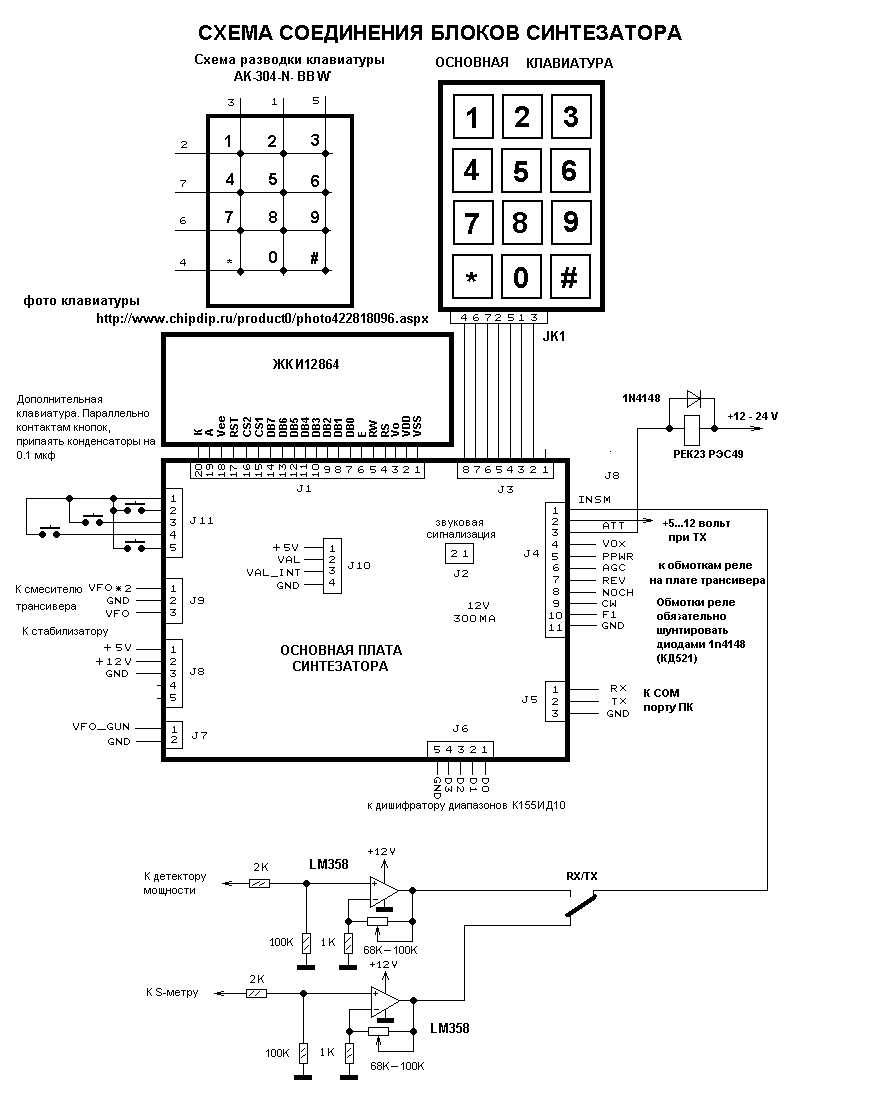 СХЕМА СОЕДИНЕНИЯ БЛОКОВ СИНТЕЗАТОРА
Схема разводки клавиатуры
AK-304-N- BBW
ОСНОВНАЯ КЛАВИАТУРА
3 1 5
2 7 6 4
1 2 3
4 5 6
7 8 9
* 0 #
1 2 3
4 5 6
7 8 9
* 0 #
4 6 7 2 5 1 3
JK1
фото клавиатуры
http://www.chipdip.ru/product0/photo422818096.aspx
ЖКИ12864
K A Vee RST CS2 CS1 DB7 DB6 DB5 DB4 DB3 DB2 DB1 DB0 E RW RS Vo VDD VSS
20 19 18 17 16 15 14 13 12 11 10 9 8 7 6 5 4 3 2 1
J1
8 7 6 5 4 3 2 1
J3
Дополнительная
клавиатура. Параллельно
контактам кнопок,
припаять конденсаторы на
0.1 мкф
1N4148
+12 - 24 V
РЕК23 РЭС49
J8
INSM
1 2 3 4 5
J11
звуковая
сигнализация
2 1
J2
+5V
VAL
VAL_INT
GND
1 2 3 4
J10
12V
300МА
J4
1 2 3 4 5 6 7 8 9 10 11
ATT
VOX
PPWR
AGC
REV
NOCH
CW
F1
GND
+5...12 вольт
при TX
к обмоткам реле
на плате трансивера
Обмотки реле
обязательно
шунтировать
диодами 1n4148
(КД521)
К смесителю
трансивера
VFO*2
GND
VFO
1 2 3
J9
К стабилизатору
+5V
+12V
GND
1 2 3 4 5
J8
ОСНОВНАЯ ПЛАТА
СИНТЕЗАТОРА
VFO_GUN
GND
1 2
J7
J5
1 2 3
RX
TX
GND
К COM
порту ПК
J6
5 4 3 2 1
GND D3 D2 D1 D0
к дишифратору диапазонов К155ИД10
К детектору
мощности
2K
LM358
+12V
100K
1K
68K-100K
RX/TX
К S-метру
2K
+12V
LM358
100K
1K
68K-100K